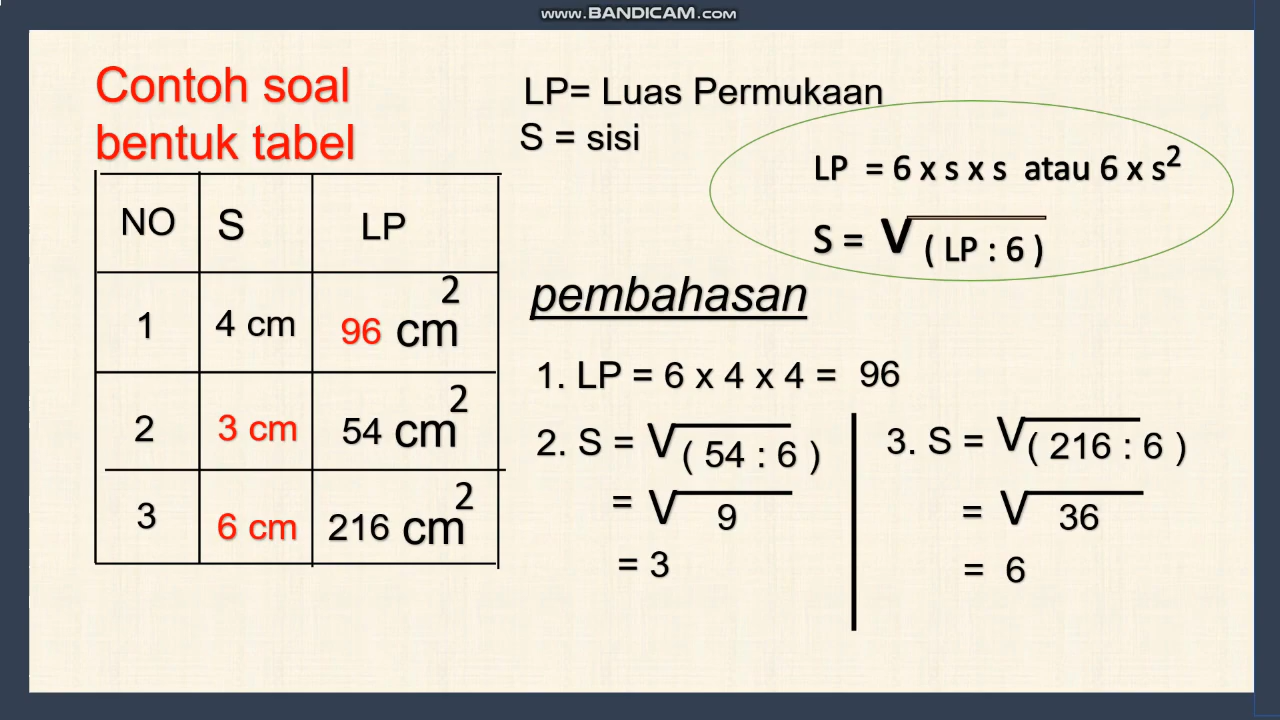 www.BANDICAM.com
Contoh soal
bentuk tabel
LP= Luas Permukaan
S = sisi
LP = 6 x s x s atau 6 x s²
S = √( LP : 6 )
NO S LP
1 4 cm 96 cm²
2 3 cm 54 cm²
3 6 cm 216 cm²
pembahasan
1. LP = 6 x 4 x 4 = 96
2. S = √( 54 : 6 )
= √9
= 3
3. S = √( 216 : 6 )
= √36
= 6